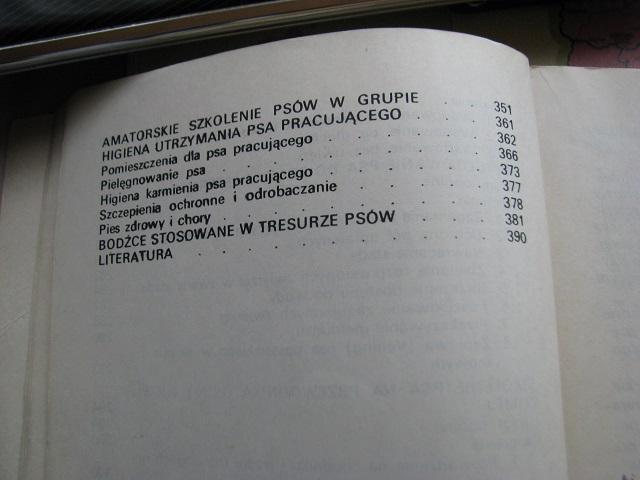 AMATORSKIE SZKOLENIE PSÓW W GRUPIE . . 351
HIGIENA UTRZYMANIA PSA PRACUJĄCEGO . . . 361
Pomieszczenia dla psa pracującego . . . . . 362
Pielęgnowanie psa . . . . . . . . 366
Higiena karmienia psa pracującego . . . . . 373
Szczepienia ochronne i odrobaczanie . . . . 377
Pies zdrowy i chory . . . . . . . . 378
BODŹCE STOSOWANE W TRESURZE PSÓW . . . 381
LITERATURA . . . . . . . . . 390